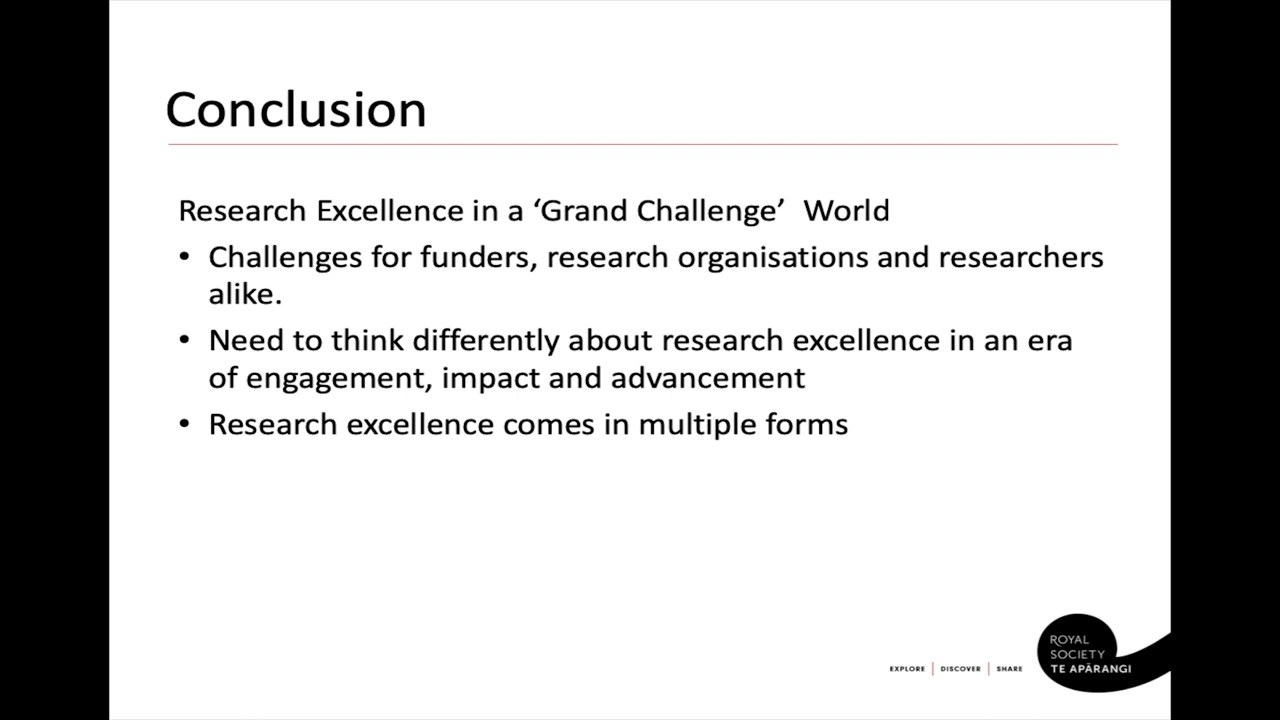 Conclusion
Research Excellence in a ‘Grand Challenge’  World
• Challenges for funders, research organisations and researchers
alike.
• Need to think differently about research excellence in an era
of engagement, impact and advancement
• Research excellence comes in multiple forms
ROYAL
SOCIETY
TE APĀRANGI
EXPLORE | DISCOVER | SHARE